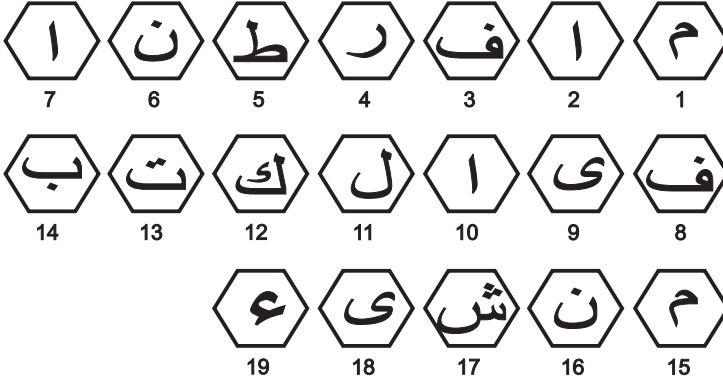 م ا ف ر ط ن ا
1 2 3 4 5 6 7
ف ى ا ل ك ت ب
8 9 10 11 12 13 14
م ن ش ى ء
15 16 17 18 19